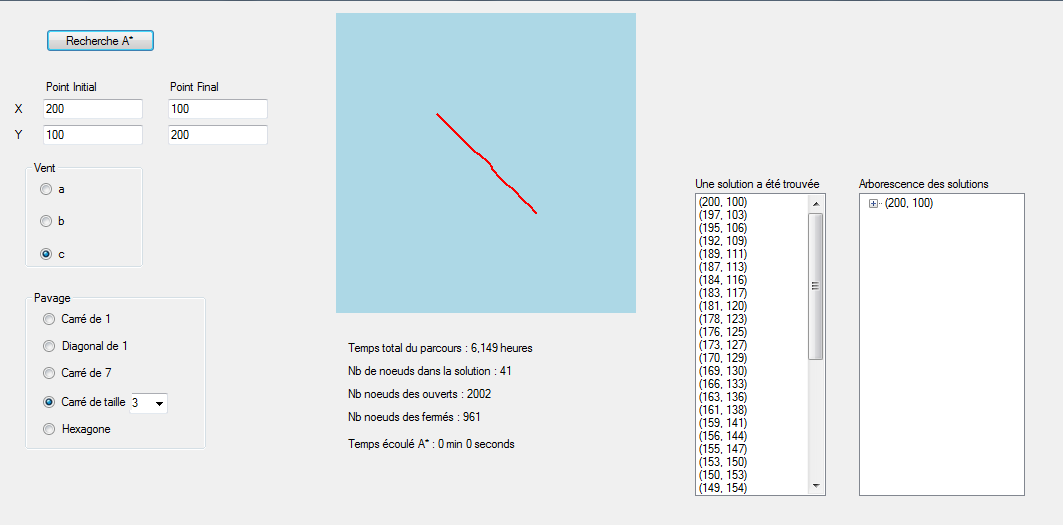 Recherche A*
Point Initial
Point Final
X
200
100
Y
100
200
Vent
a
b
c
Pavage
Carré de 1
Diagonal de 1
Carré de 7
Carré de taille 3
Hexagone
Temps total du parcours : 6,149 heures
Nb de noeuds dans la solution : 41
Nb noeuds des ouverts : 2002
Nb noeuds des fermés : 961
Temps écoulé A* : 0 min 0 seconds
Une solution a été trouvée
(200, 100)
(197, 103)
(195, 106)
(192, 109)
(189, 111)
(187, 113)
(184, 116)
(183, 117)
(181, 120)
(178, 123)
(176, 125)
(173, 127)
(170, 129)
(169, 130)
(166, 133)
(163, 136)
(161, 138)
(159, 141)
(156, 144)
(155, 147)
(153, 150)
(150, 153)
(149, 154)
Arborescence des solutions
(200, 100)